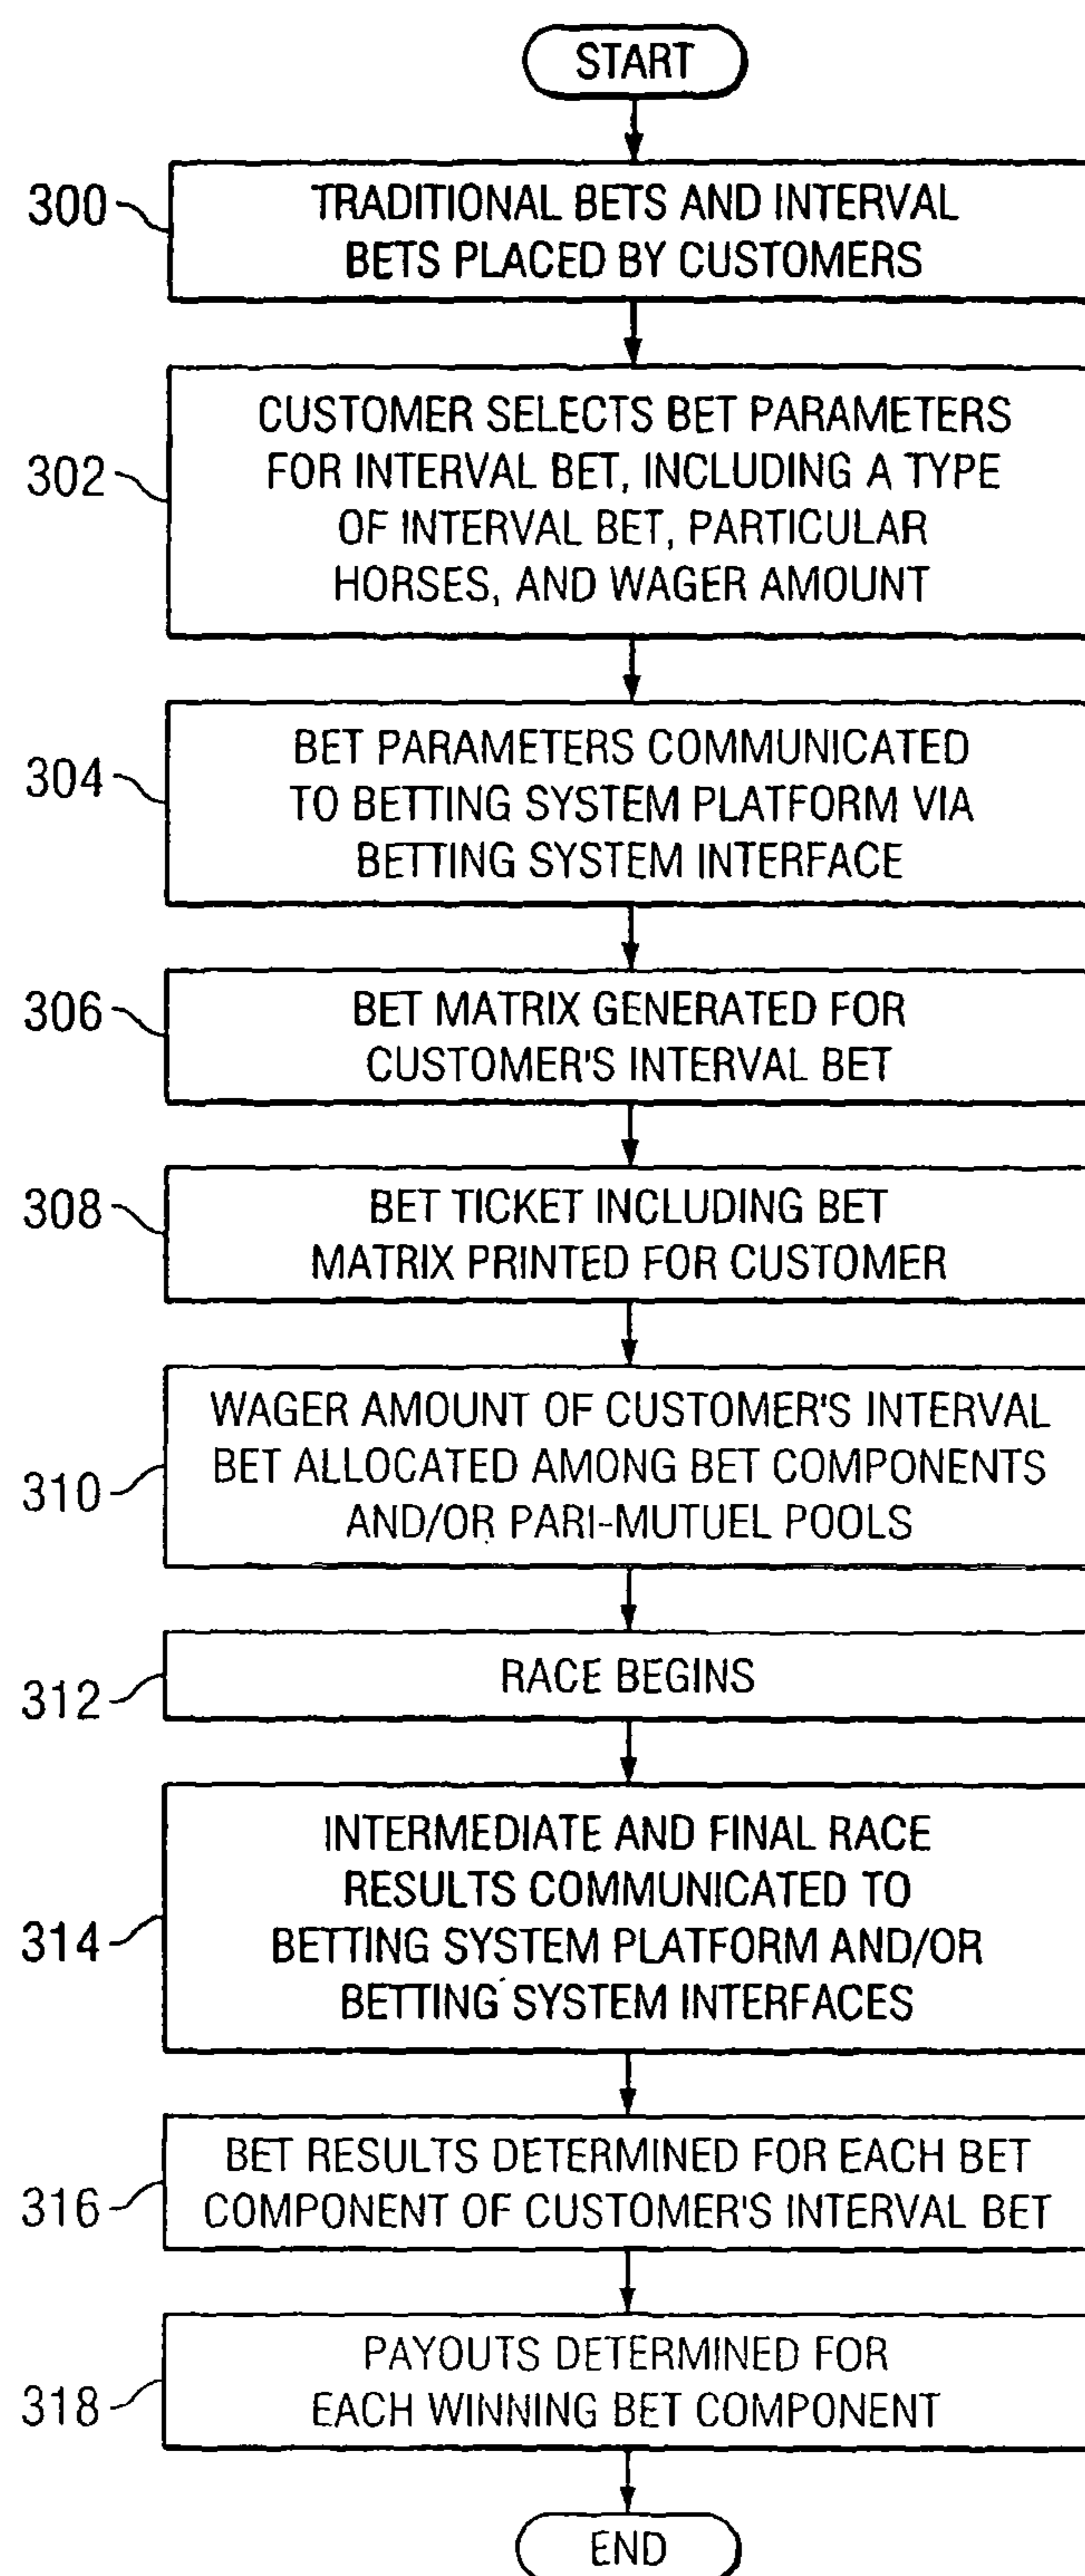 START
300
TRADITIONAL BETS AND INTERVAL
BETS PLACED BY CUSTOMERS
302
CUSTOMER SELECTS BET PARAMETERS
FOR INTERVAL BET, INCLUDING A TYPE
OF INTERVAL BET, PARTICULAR
HORSES, AND WAGER AMOUNT
304
BET PARAMETERS COMMUNICATED
TO BETTING SYSTEM PLATFORM VIA
BETTING SYSTEM INTERFACE
306
BET MATRIX GENERATED FOR
CUSTOMER'S INTERVAL BET
308
BET TICKET INCLUDING BET
MATRIX PRINTED FOR CUSTOMER
310
WAGER AMOUNT OF CUSTOMER'S INTERVAL
BET ALLOCATED AMONG BET COMPONENTS
AND/OR PARI-MUTUEL POOLS
312
RACE BEGINS
314
INTERMEDIATE AND FINAL RACE
RESULTS COMMUNICATED TO
BETTING SYSTEM PLATFORM AND/OR
BETTING SYSTEM INTERFACES
316
BET RESULTS DETERMINED FOR EACH BET
COMPONENT OF CUSTOMER'S INTERVAL BET
318
PAYOUTS DETERMINED FOR
EACH WINNING BET COMPONENT
END